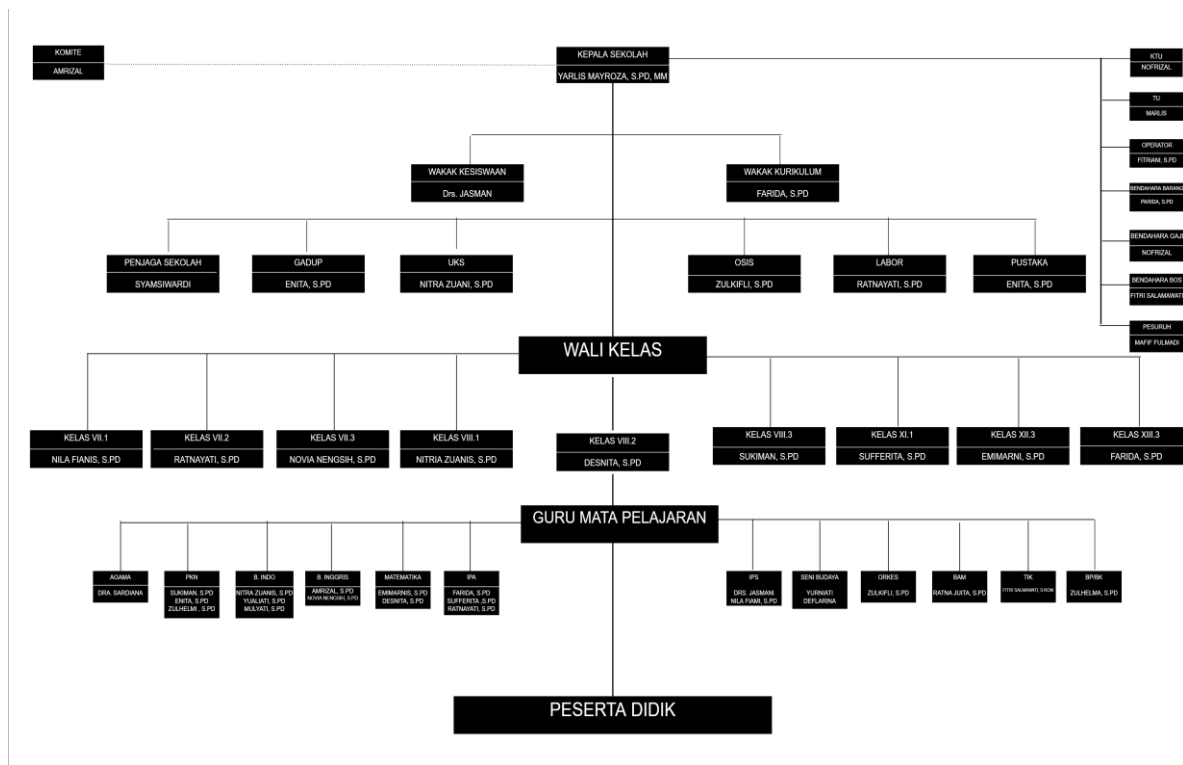 KOMITE
AMRIZAL
KEPALA SEKOLAH
YARLIS MAYROZA, S.PD, MM
KTU
NOFRIZAL
TU
MARLIS
OPERATOR
FITRIANI, S.PD
BENDAHARA BARANG
PARIDA, S.PD
BENDAHARA GAJI
NOFRIZAL
BENDAHARA BOS
FITRI SALAMAWATI
PESURUH
MAFIF FULMADI
WAKAK KESISWAAN
Drs. JASMAN
WAKAK KURIKULUM
FARIDA, S.PD
PENJAGA SEKOLAH
SYAMSIWARDI
GADUP
ENITA, S.PD
UKS
NITRA ZUANI, S.PD
OSIS
ZULKIFLI, S.PD
LABOR
RATNAYATI, S.PD
PUSTAKA
ENITA, S.PD
WALI KELAS
KELAS VII.1
NILA FIANIS, S.PD
KELAS VII.2
RATNAYATI, S.PD
KELAS VII.3
NOVIA NENGSIH, S.PD
KELAS VIII.1
NITRIA ZUANIS, S.PD
KELAS VIII.2
DESNITA, S.PD
KELAS VIII.3
SUKIMAN, S.PD
KELAS XI.1
SUFFERITA, S.PD
KELAS XII.3
EMIMARNI, S.PD
KELAS XIII.3
FARIDA, S.PD
GURU MATA PELAJARAN
AGAMA
DRA. SARDIANA
PKN
SUKIMAN, S.PD
ENITA, S.PD
ZULHELMI , S.PD
B. INDO
NITRA ZUANIS, S.PD
YUALIATI, S.PD
MULYATI, S.PD
B. INGGRIS
AMRIZAL, S.PD
NOVIA NENGSIH, S.PD
MATEMATIKA
EMIMARNIS, S.PD
DESNITA, S.PD
IPA
FARIDA, S.PD
SUFFERITA ,S.PD
RATNAYATI, S.PD
IPS
DRS. JASMANI
NILA FIAMI, S.PD
SENI BUDAYA
YURNIATI
DEFLARINA
ORKES
ZULKIFLI, S.PD
BAM
RATNA JUITA, S.PD
TIK
FITRI SALMAWATI, S.KOM
BP/BK
ZULHELMA, S.PD
PESERTA DIDIK